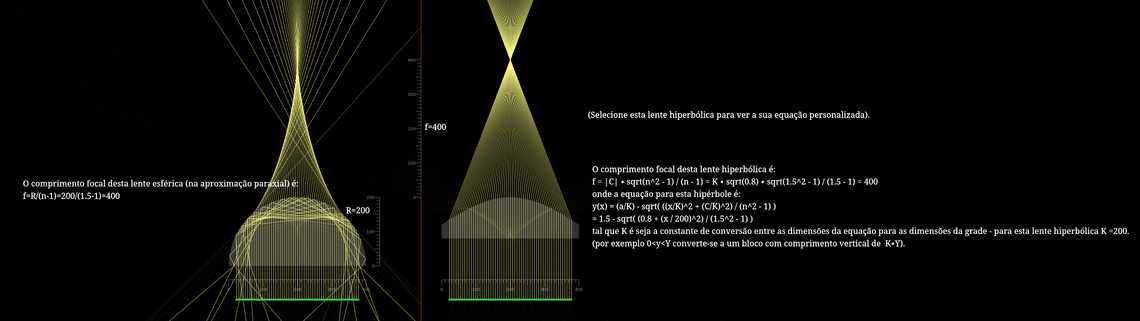 O comprimento focal desta lente esférica (na aproximação paraxial) é:
f=R/(n-1)=200/(1.5-1)=400
R=200
f=400
(Selecione esta lente hiperbólica para ver a sua equação personalizada).
O comprimento focal desta lente hiperbólica é:
f = |C| • sqrt(n^2 - 1) / (n - 1) = K • sqrt(0.8) • sqrt(1.5^2 - 1) / (1.5 - 1) = 400
onde a equação para esta hipérbole é:
y(x) = (a/K) - sqrt( ((x/K)^2 + (C/K)^2) / (n^2 - 1) )
= 1.5 - sqrt( (0.8 + (x / 200)^2) / (1.5^2 - 1) )
tal que K é seja a constante de conversão entre as dimensões da equação para as dimensões da grade - para esta lente hiperbólica K =200.
(por exemplo 0<y<Y converte-se a um bloco com comprimento vertical de  K•Y).